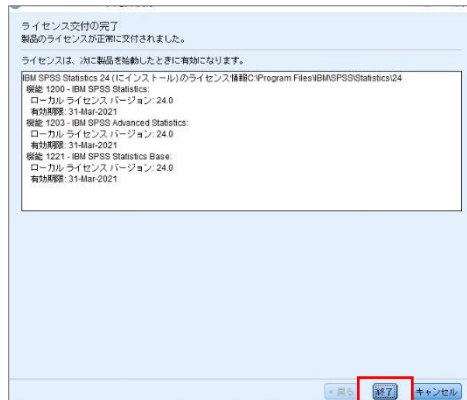 ライセンス交付の完了
製品のライセンスが正常に交付されました。
ライセンスは、次に製品を始動したときに有効になります。
IBM SPSS Statistics 24 (にインストール)のライセンス情報C:\Program Files\IBM\SPSS\Statistics\24
機能 1200 - IBM SPSS Statistics:
ローカル ライセンス バージョン: 24.0
有効期限: 31-Mar-2021
機能 1203 - IBM SPSS Advanced Statistics:
ローカル ライセンス バージョン: 24.0
有効期限: 31-Mar-2021
機能 1221 - IBM SPSS Statistics Base:
ローカル ライセンス バージョン: 24.0
有効期限: 31-Mar-2021
< 戻る 終了 キャンセル